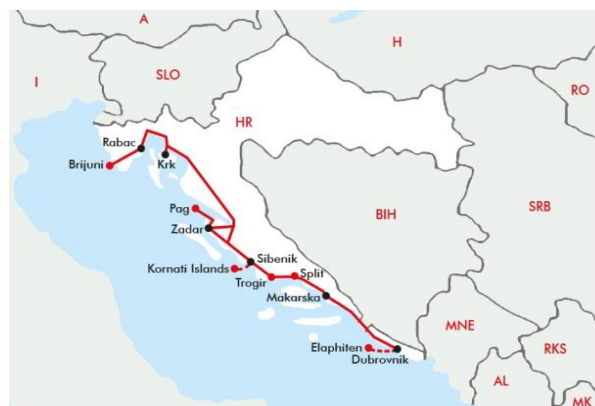 A
H
I
SLO
RO
HR
Rabac
Brijuni
Krk
Pag
BIH
SRB
Zadar
Sibenik
Kornati Islands
Split
Trogir
Makarska
MNE
Elaphiten
RKS
Dubrovnik
AL
MK